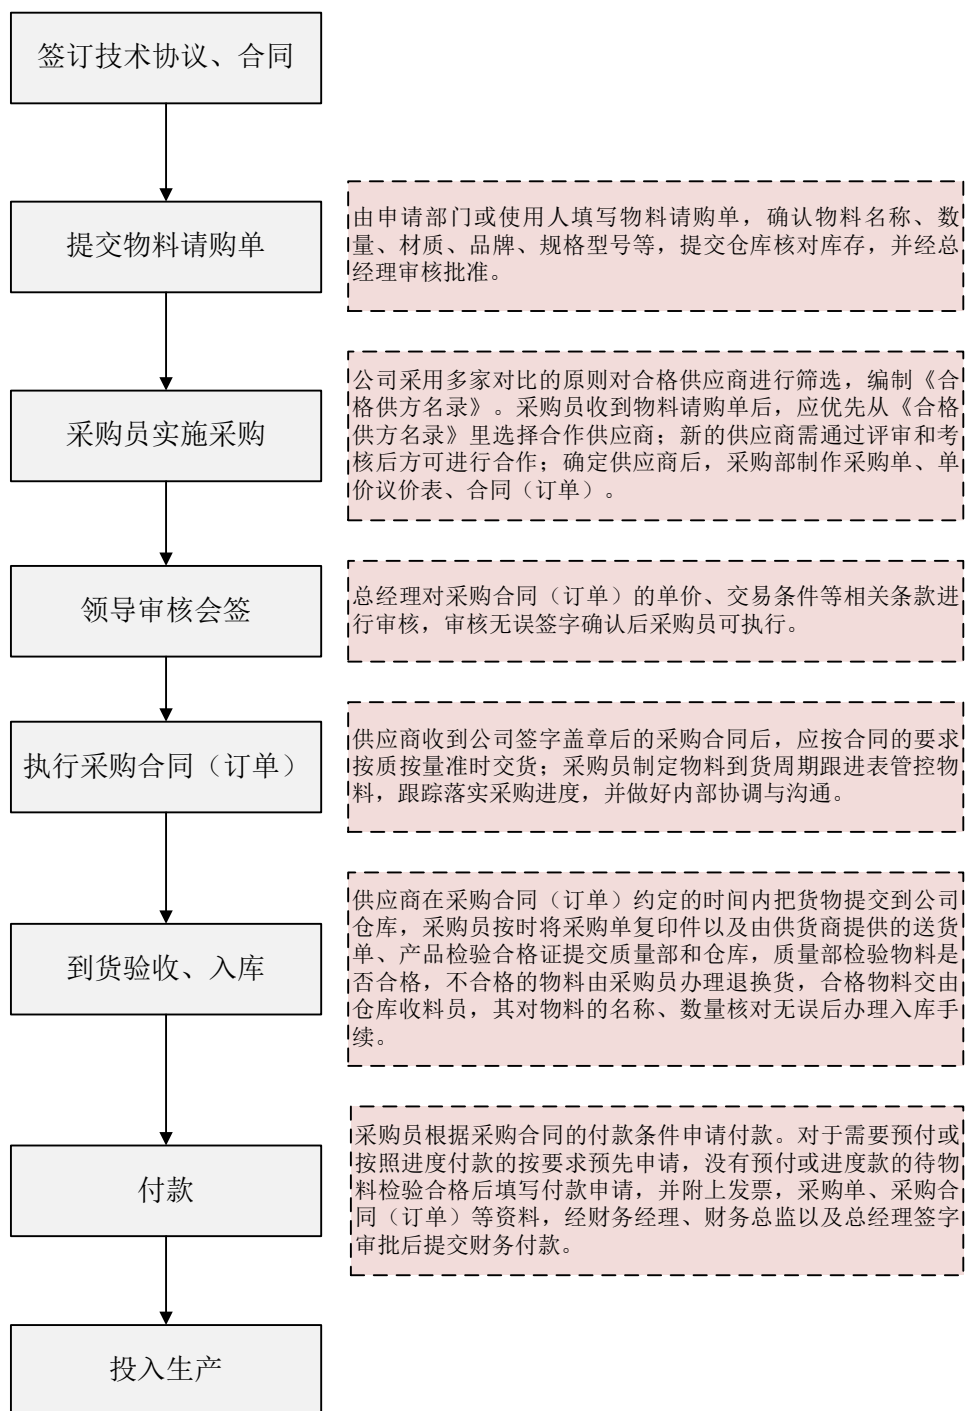 签订技术协议、合同
提交物料请购单
由申请部门或使用人填写物料请购单，确认物料名称、数
量、材质、品牌、规格型号等，提交仓库核对库存，并经总
经理审核批准。
采购员实施采购
公司采用多家对比的原则对合格供应商进行筛选，编制《合
格供方名录》。采购员收到物料请购单后，应优先从《合格
供方名录》里选择合作供应商；新的供应商需通过评审和考
核后方可进行合作；确定供应商后，采购部制作采购单、单
价议价表、合同（订单）。
领导审核会签
总经理对采购合同（订单）的单价、交易条件等相关条款进
行审核，审核无误签字确认后采购员可执行。
执行采购合同（订单）
供应商收到公司签字盖章后的采购合同后，应按合同的要求
按质按量准时交货；采购员制定物料到货周期跟进表管控物
料，跟踪落实采购进度，并做好内部协调与沟通。
到货验收、入库
供应商在采购合同（订单）约定的时间内把货物提交到公司
仓库，采购员按时将采购单复印件以及由供货商提供的送货
单、产品检验合格证提交质量部和仓库，质量部检验物料是
否合格，不合格的物料由采购员办理退换货，合格物料交由
仓库收料员，其对物料的名称、数量核对无误后办理入库手
续。
付款
采购员根据采购合同的付款条件申请付款。对于需要预付或
按照进度付款的按要求预先申请，没有预付或进度款的待物
料检验合格后填写付款申请，并附上发票，采购单、采购合
同（订单）等资料，经财务经理、财务总监以及总经理签字
审批后提交财务付款。
投入生产